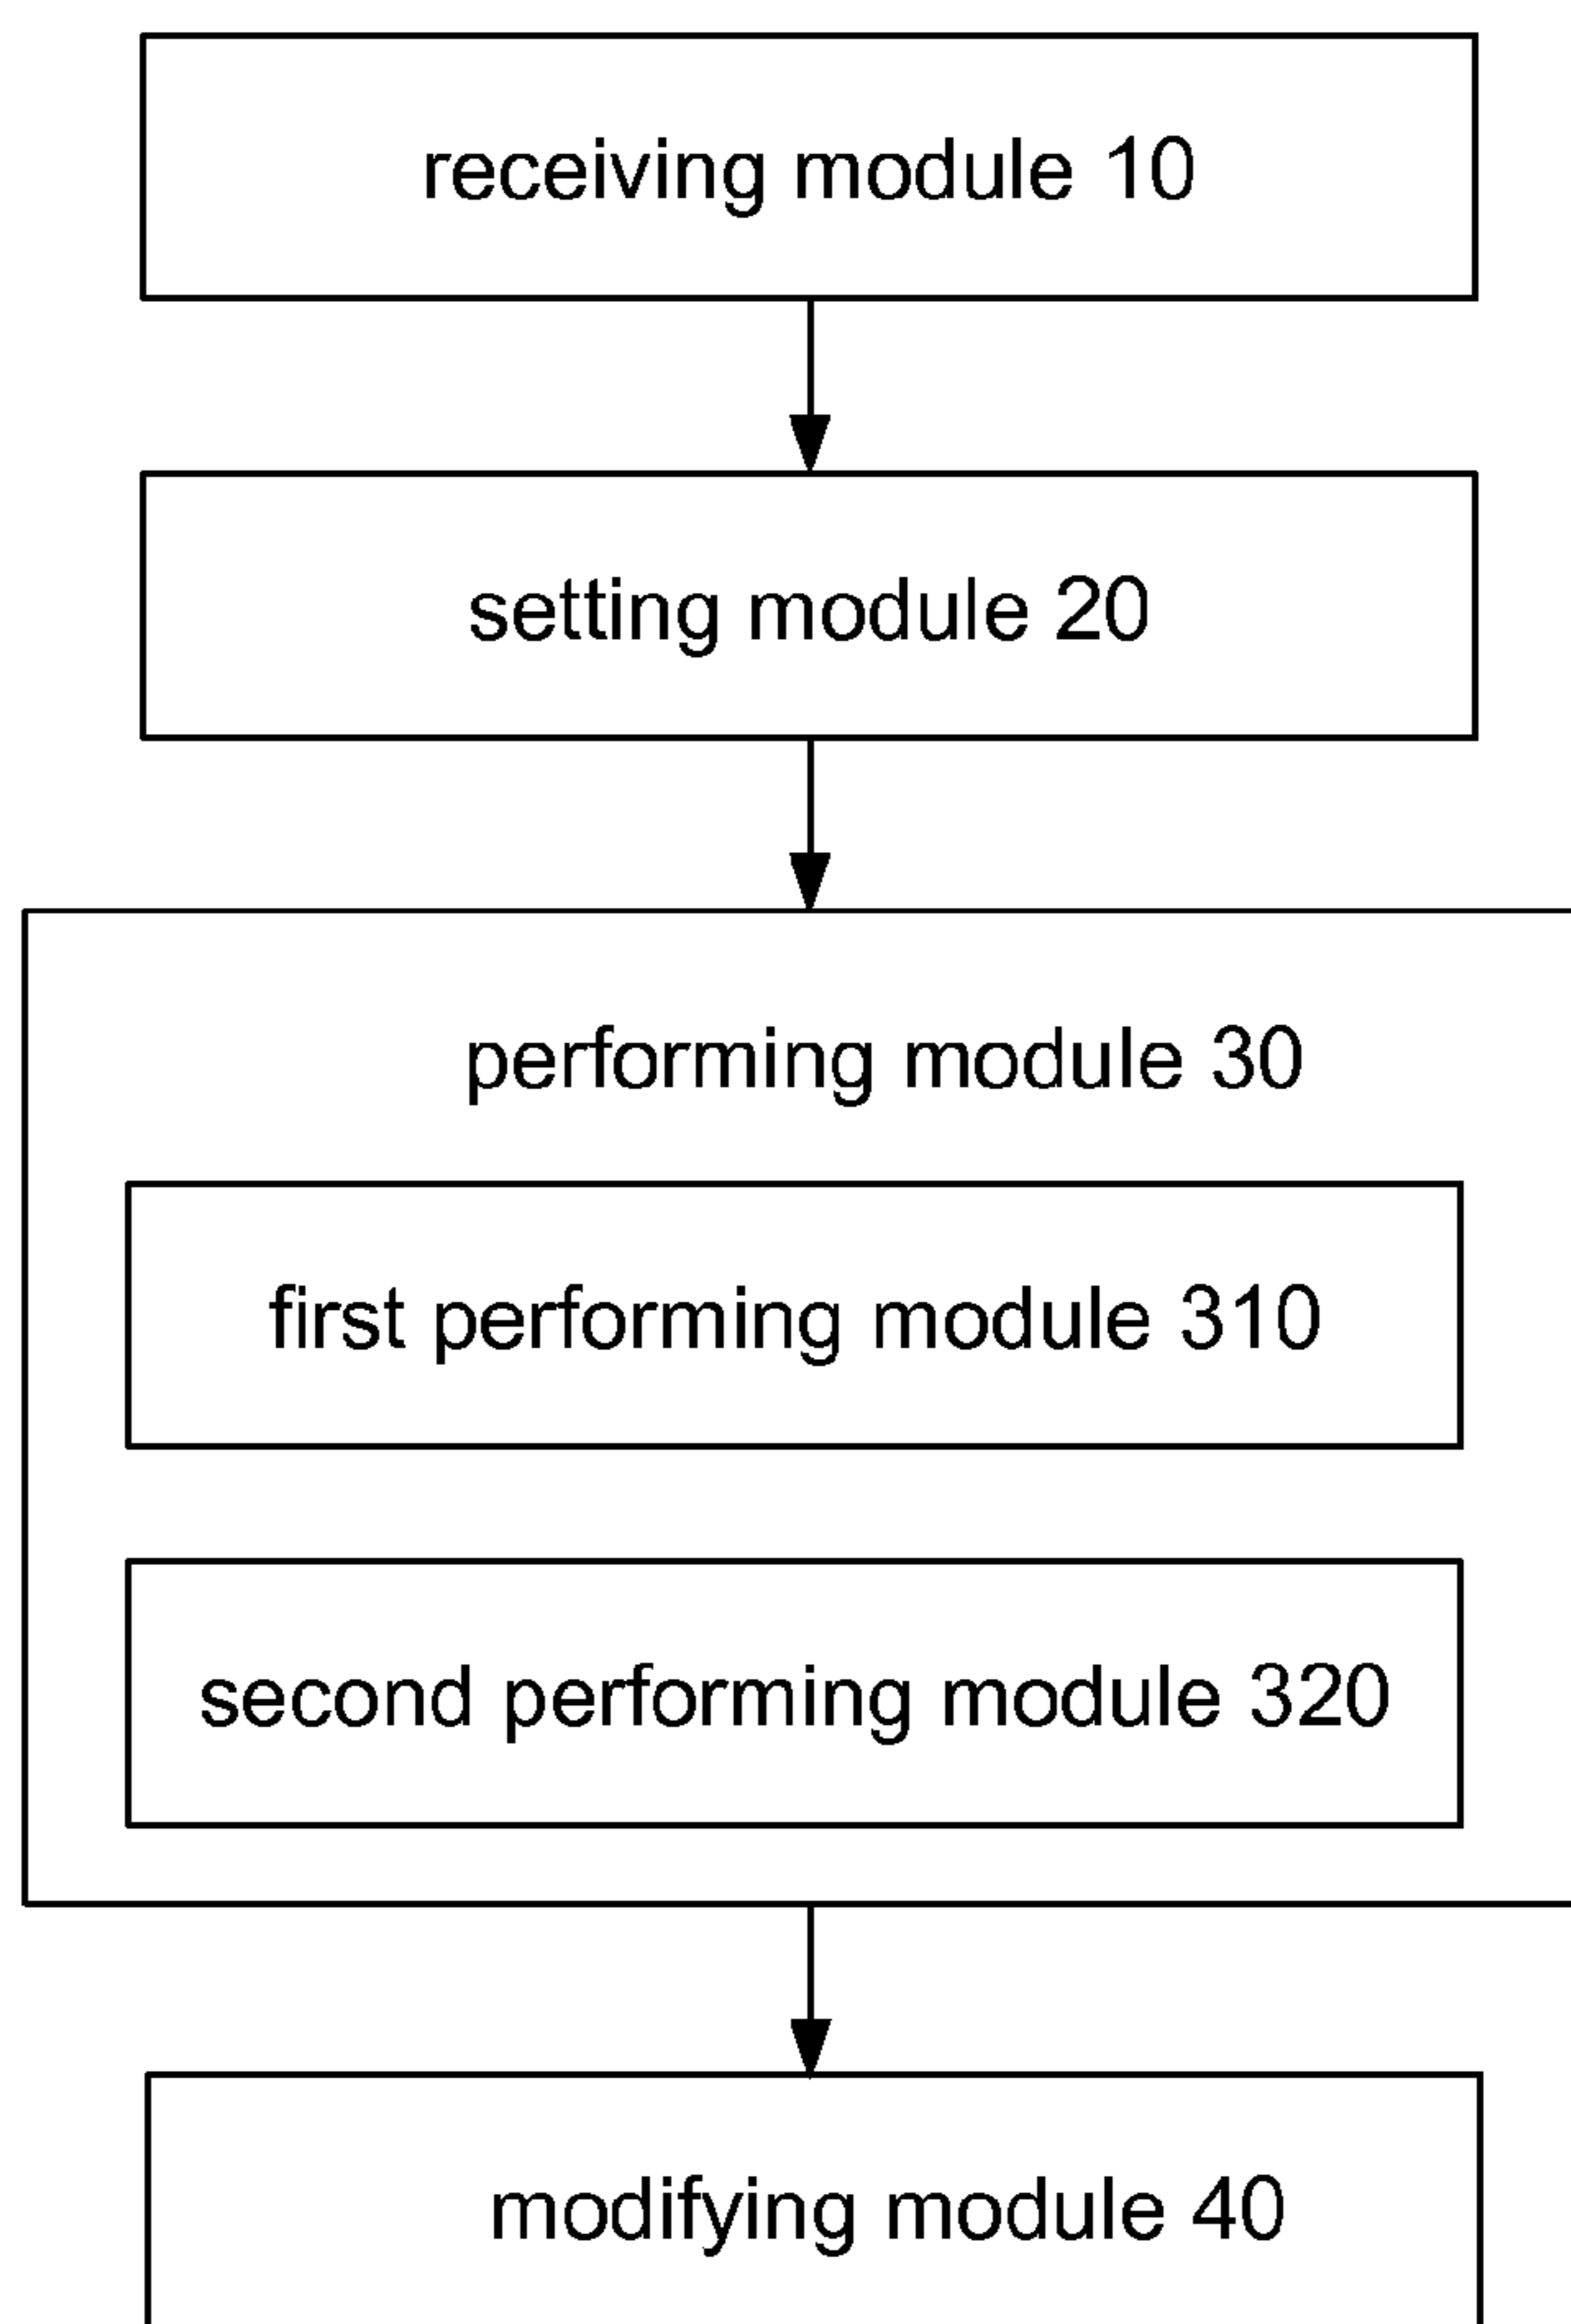 receiving module 10
setting module 20
performing module 30
first performing module 310
second performing module 320
modifying module 40